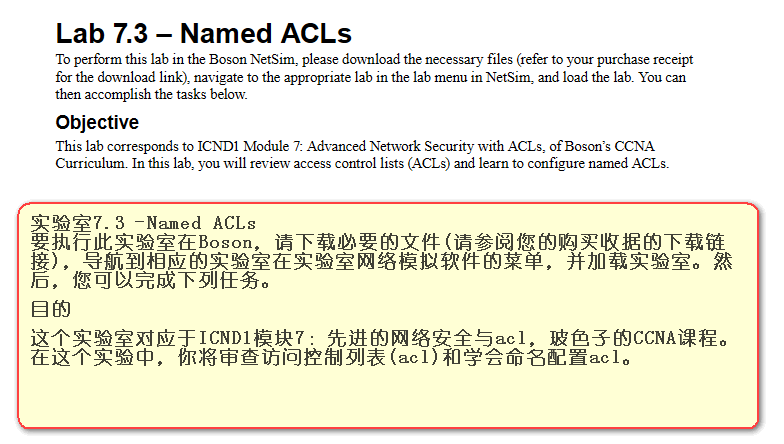 Lab 7.3 – Named ACLs
To perform this lab in the Boson NetSim, please download the necessary files (refer to your purchase receipt
for the download link), navigate to the appropriate lab in the lab menu in NetSim, and load the lab. You can
then accomplish the tasks below.
Objective
This lab corresponds to ICND1 Module 7: Advanced Network Security with ACLs, of Boson’s CCNA
Curriculum. In this lab, you will review access control lists (ACLs) and learn to configure named ACLs.
实验室7.3 -Named ACLs
要执行此实验室在Boson, 请下载必要的文件(请参阅您的购买收据的下载链
接), 导航到相应的实验室在实验室网络模拟软件的菜单, 并加载实验室。然
后, 您可以完成下列任务。
目的
这个实验室对应于ICND1模块7: 先进的网络安全与acl, 玻色子的CCNA课程。
在这个实验中, 你将审查访问控制列表(acl)和学会命名配置acl。